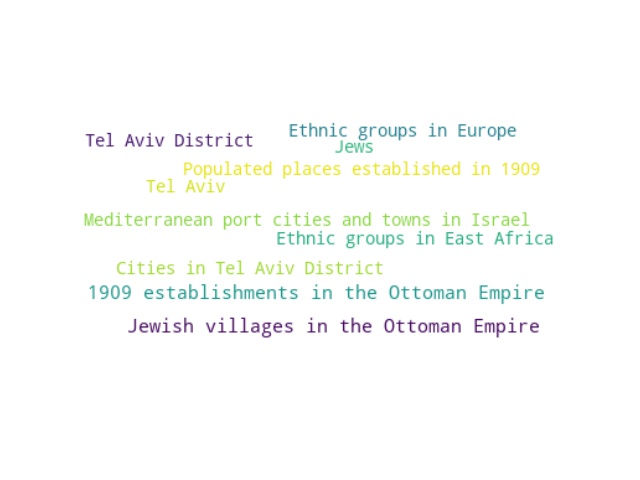 Ethnic groups in Europe
Tel Aviv District
Jews
Populated places established in 1909
Tel Aviv
Mediterranean port cities and towns in Israel
Ethnic groups in East Africa
Cities in Tel Aviv District
1909 establishments in the Ottoman Empire
Jewish villages in the Ottoman Empire